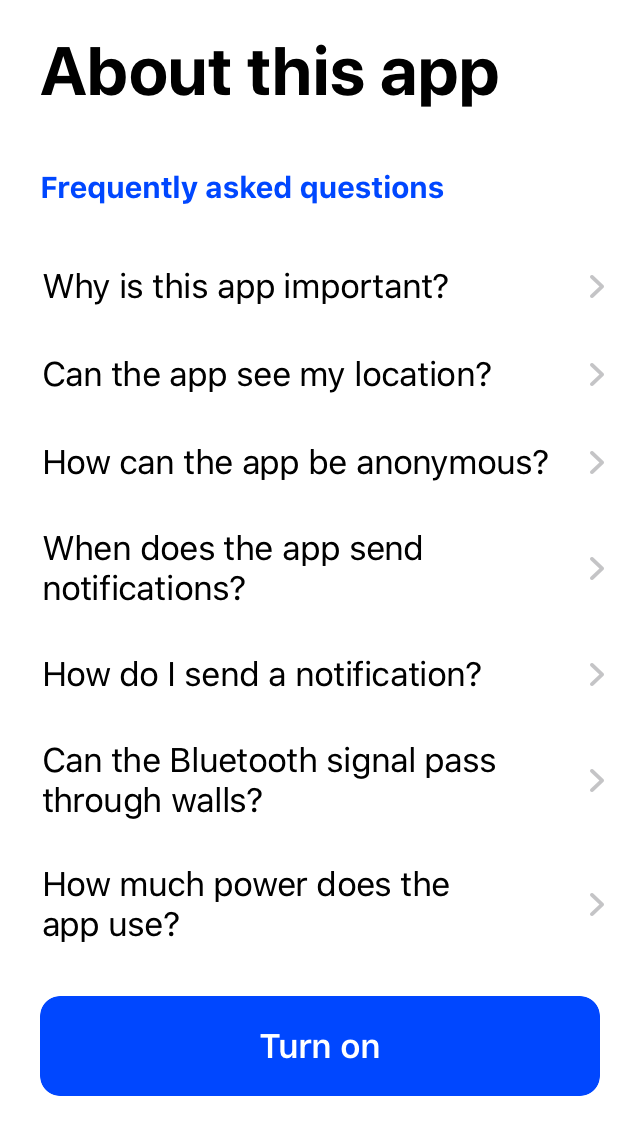 About this app
Frequently asked questions
Why is this app important?
Can the app see my location?
How can the app be anonymous?
When does the app send
notifications?
How do I send a notification?
Can the Bluetooth signal pass
through walls?
How much power does the
app use?
Turn on